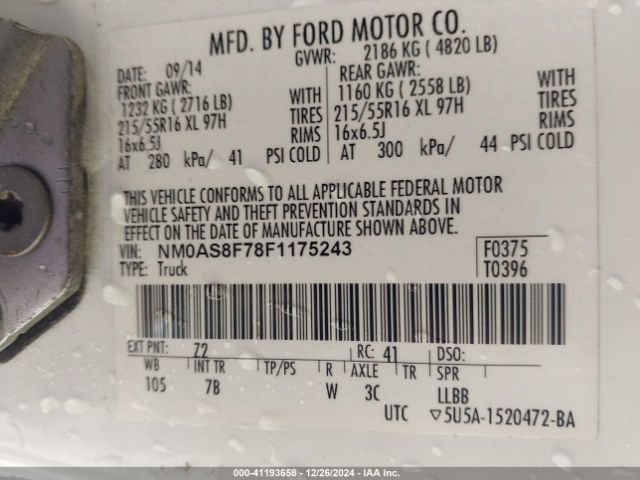 MFD. BY FORD MOTOR CO.
DATE: 09/14 GVWR: 2186 KG ( 4820 LB)
FRONT GAWR: REAR GAWR:
1232 KG ( 2716 LB) WITH 1160 KG ( 2558 LB) WITH
215/55R16 XL 97H TIRES 215/55R16 XL 97H TIRES
16x6.5J RIMS 16x6.5J RIMS
AT 280 kPa/ 41 PSI COLD AT 300 kPa/ 44 PSI COLD
THIS VEHICLE CONFORMS TO ALL APPLICABLE FEDERAL MOTOR
VEHICLE SAFETY AND THEFT PREVENTION STANDARDS IN
EFFECT ON THE DATE OF MANUFACTURE SHOWN ABOVE.
VIN: NM0AS8F78F1175243 F0375
TYPE: Truck T0396
EXT PNT: Z2 RC: 41 DSO:
WB INT TR TP/PS R AXLE TR SPR
105 7B W 3C LLBB
UTC ▽5U5A-1520472-BA
000-41193658 - 12/26/2024 - IAA Inc.